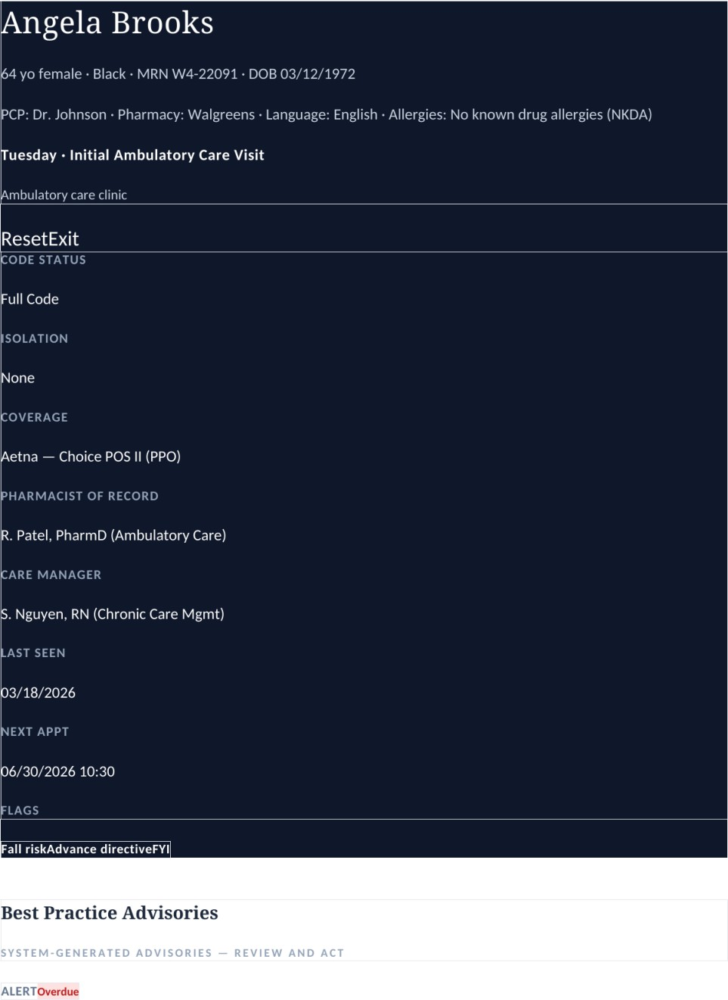 Angela Brooks
64 yo female · Black · MRN W4-22091 · DOB 03/12/1972
PCP: Dr. Johnson · Pharmacy: Walgreens · Language: English · Allergies: No known drug allergies (NKDA)
Tuesday · Initial Ambulatory Care Visit
Ambulatory care clinic
ResetExit
CODE STATUS
Full Code
ISOLATION
None
COVERAGE
Aetna — Choice POS II (PPO)
PHARMACIST OF RECORD
R. Patel, PharmD (Ambulatory Care)
CARE MANAGER
S. Nguyen, RN (Chronic Care Mgmt)
LAST SEEN
03/18/2026
NEXT APPT
06/30/2026 10:30
FLAGS
Fall riskAdvance directiveFYI
Best Practice Advisories
SYSTEM-GENERATED ADVISORIES — REVIEW AND ACT
ALERTOverdue